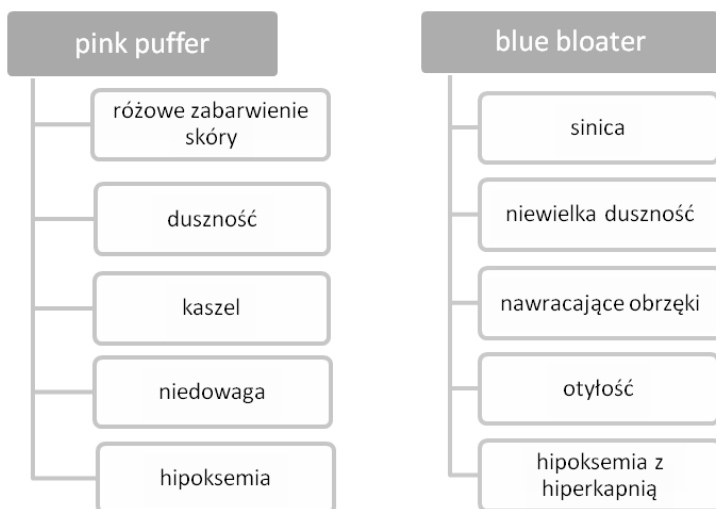 pink puffer
różowe zabarwienie
skóry
duszność
kaszel
niedowaga
hipoksemia
blue bloater
sinica
niewielka duszność
nawracające obrzęki
otyłość
hipoksemia z
hiperkapnią